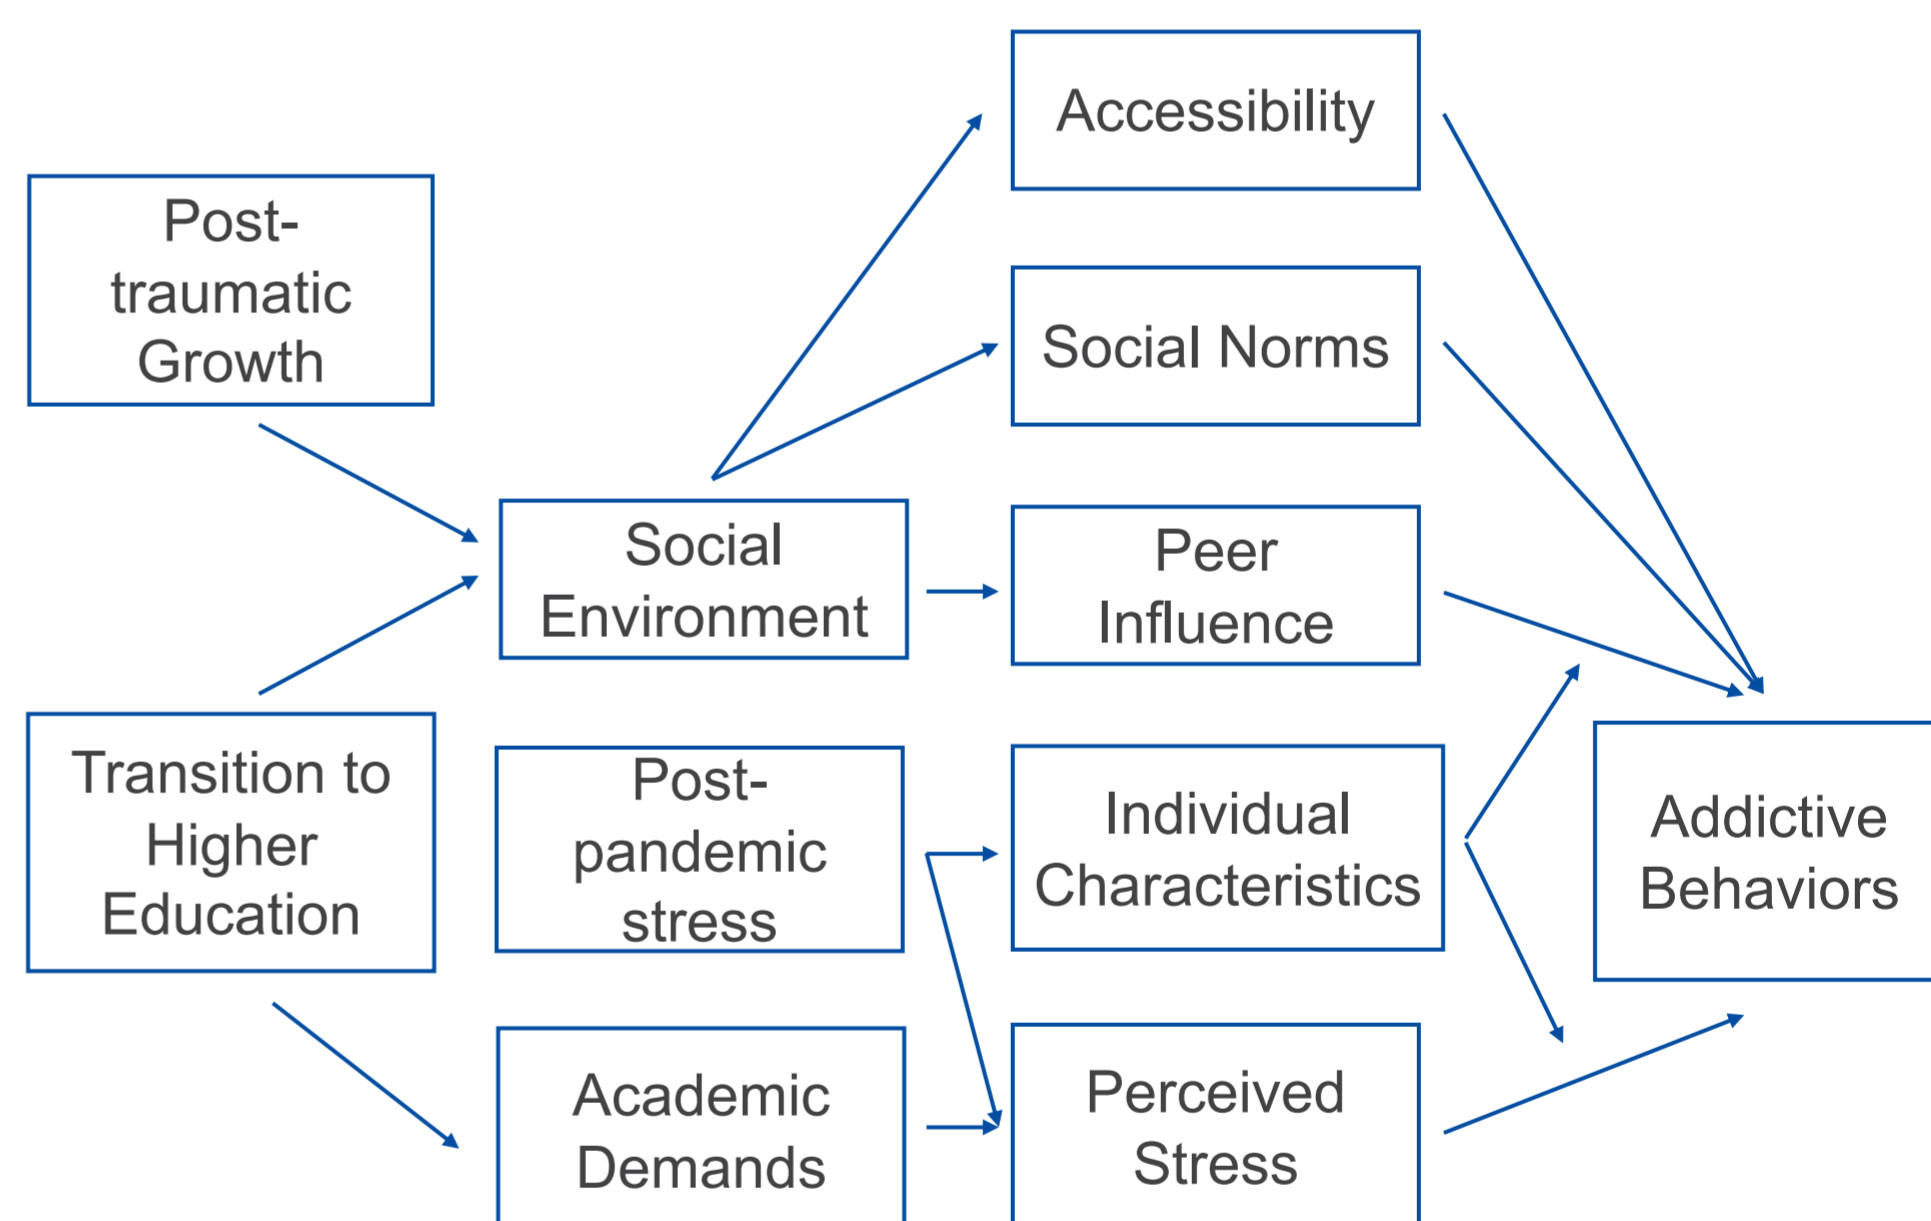 Accessibility
Post-
traumatic
Growth
Social Norms
Social
Environment
Peer
Influence
Transition to
Higher
Education
Post-
pandemic
stress
Individual
Characteristics
Addictive
Behaviors
Academic
Demands
Perceived
Stress